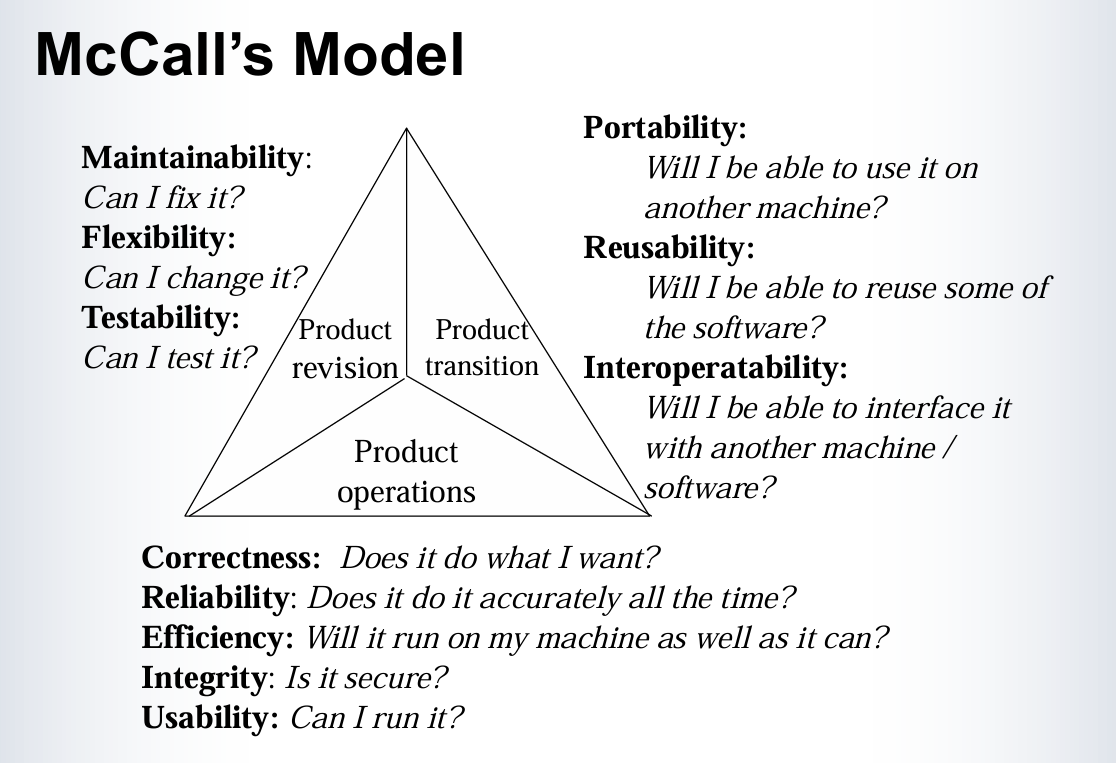 McCall’s Model
Maintainability:
Can I fix it?
Flexibility:
Can I change it?
Testability:
Can I test it?
Product
revision
Product
transition
Product
operations
Portability:
Will I be able to use it on
another machine?
Reusability:
Will I be able to reuse some of
the software?
Interoperatability:
Will I be able to interface it
with another machine /
software?
Correctness: Does it do what I want?
Reliability: Does it do it accurately all the time?
Efficiency: Will it run on my machine as well as it can?
Integrity: Is it secure?
Usability: Can I run it?